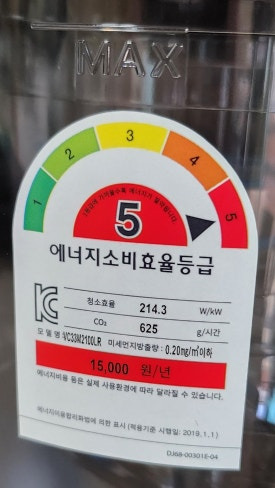 MAX
1 2 3 4 5
5
에너지소비효율등급
청소효율 214.3 W/kW
CO₂ 625 g/시간
모 델 명 :VC33M2100LR 미세먼지방출량 : 0.20mg/㎥이하
15,000 원/년
에너지비용 등은 실제 사용환경에 따라 달라질 수 있습니다.
에너지이용합리화법에 의한 표시 (적용기준 시행일: 2019.1.1)
DJ68-00301E-04